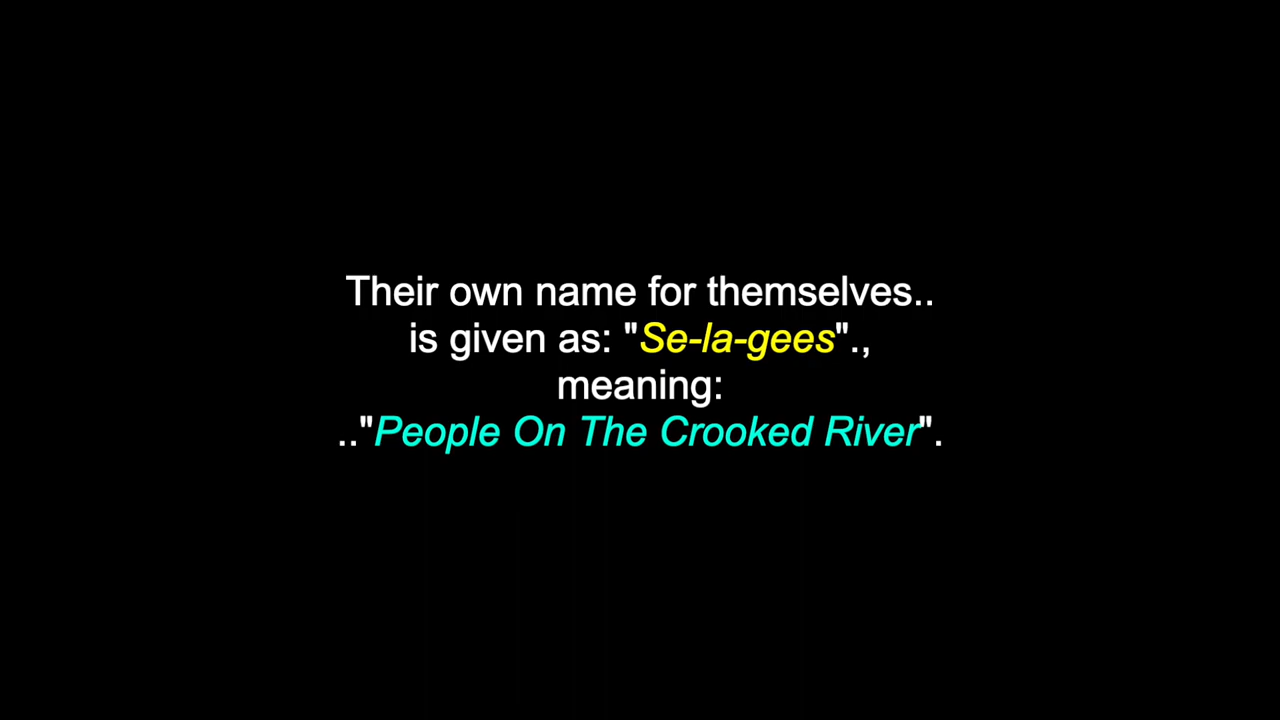 Their own name for themselves..
is given as: "Se-la-gees".,
meaning:
.."People On The Crooked River".